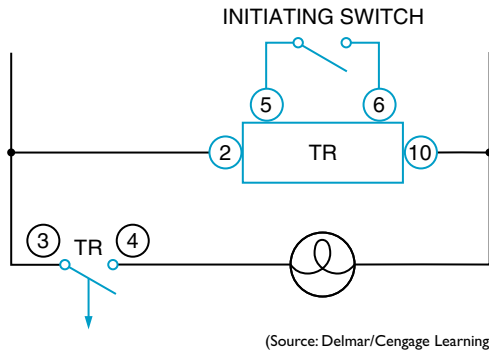 INITIATING SWITCH
5 6
2 TR 10
3 TR 4
(Source: Delmar/Cengage Learning